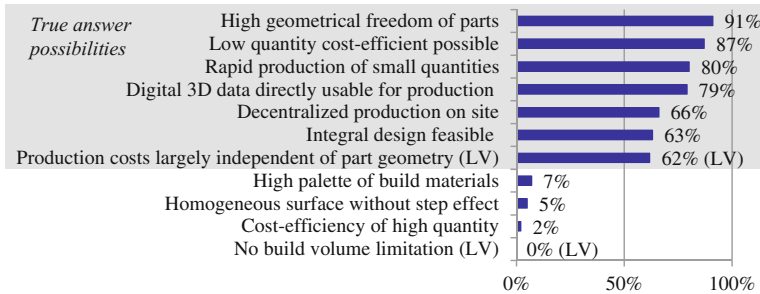 True answer possibilities
High geometrical freedom of parts 91%
Low quantity cost-efficient possible 87%
Rapid production of small quantities 80%
Digital 3D data directly usable for production 79%
Decentralized production on site 66%
Integral design feasible 63%
Production costs largely independent of part geometry (LV) 62% (LV)
High palette of build materials 7%
Homogeneous surface without step effect 5%
Cost-efficiency of high quantity 2%
No build volume limitation (LV) 0% (LV)
0% 50% 100%